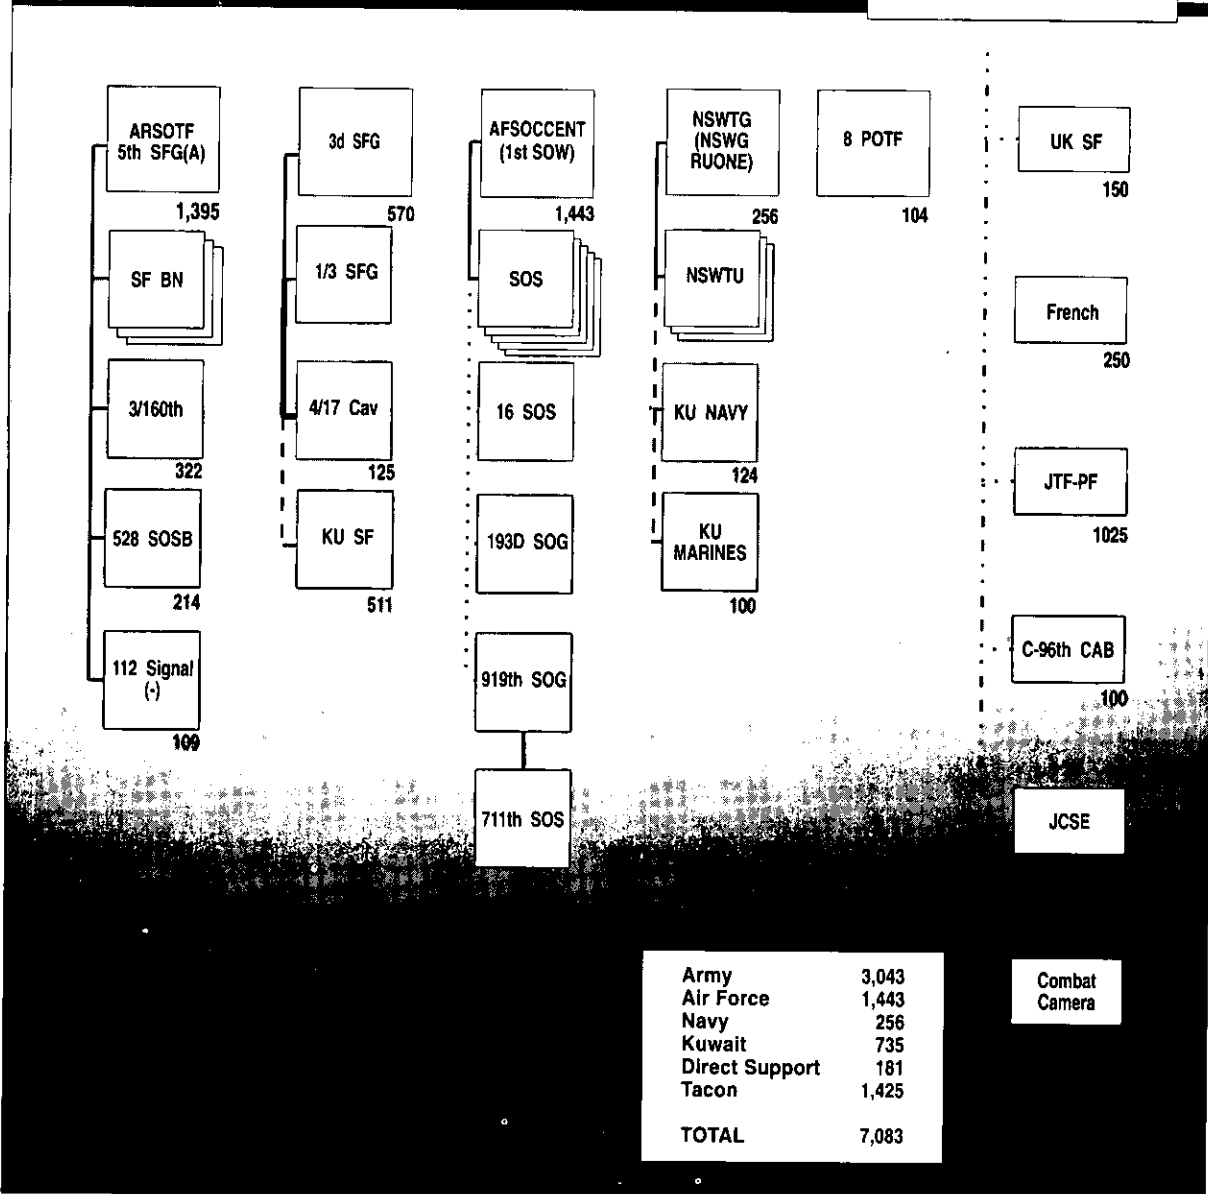 ARSOTF
5th SFG(A)
1,395
SF BN
3/160th
322
528 SOSB
214
112 Signal
(-)
109
3d SFG
570
1/3 SFG
4/17 Cav
125
KU SF
511
AFSOCCENT
(1st SOW)
1,443
SOS
16 SOS
193D SOG
919th SOG
711th SOS
NSWTG
(NSWG
RUONE)
256
NSWTU
KU NAVY
124
KU
MARINES
100
8 POTF
104
UK SF
150
French
250
JTF-PF
1025
C-96th CAB
100
JCSE
Combat
Camera
Army 3,043
Air Force 1,443
Navy 256
Kuwait 735
Direct Support 181
Tacon 1,425
TOTAL 7,083